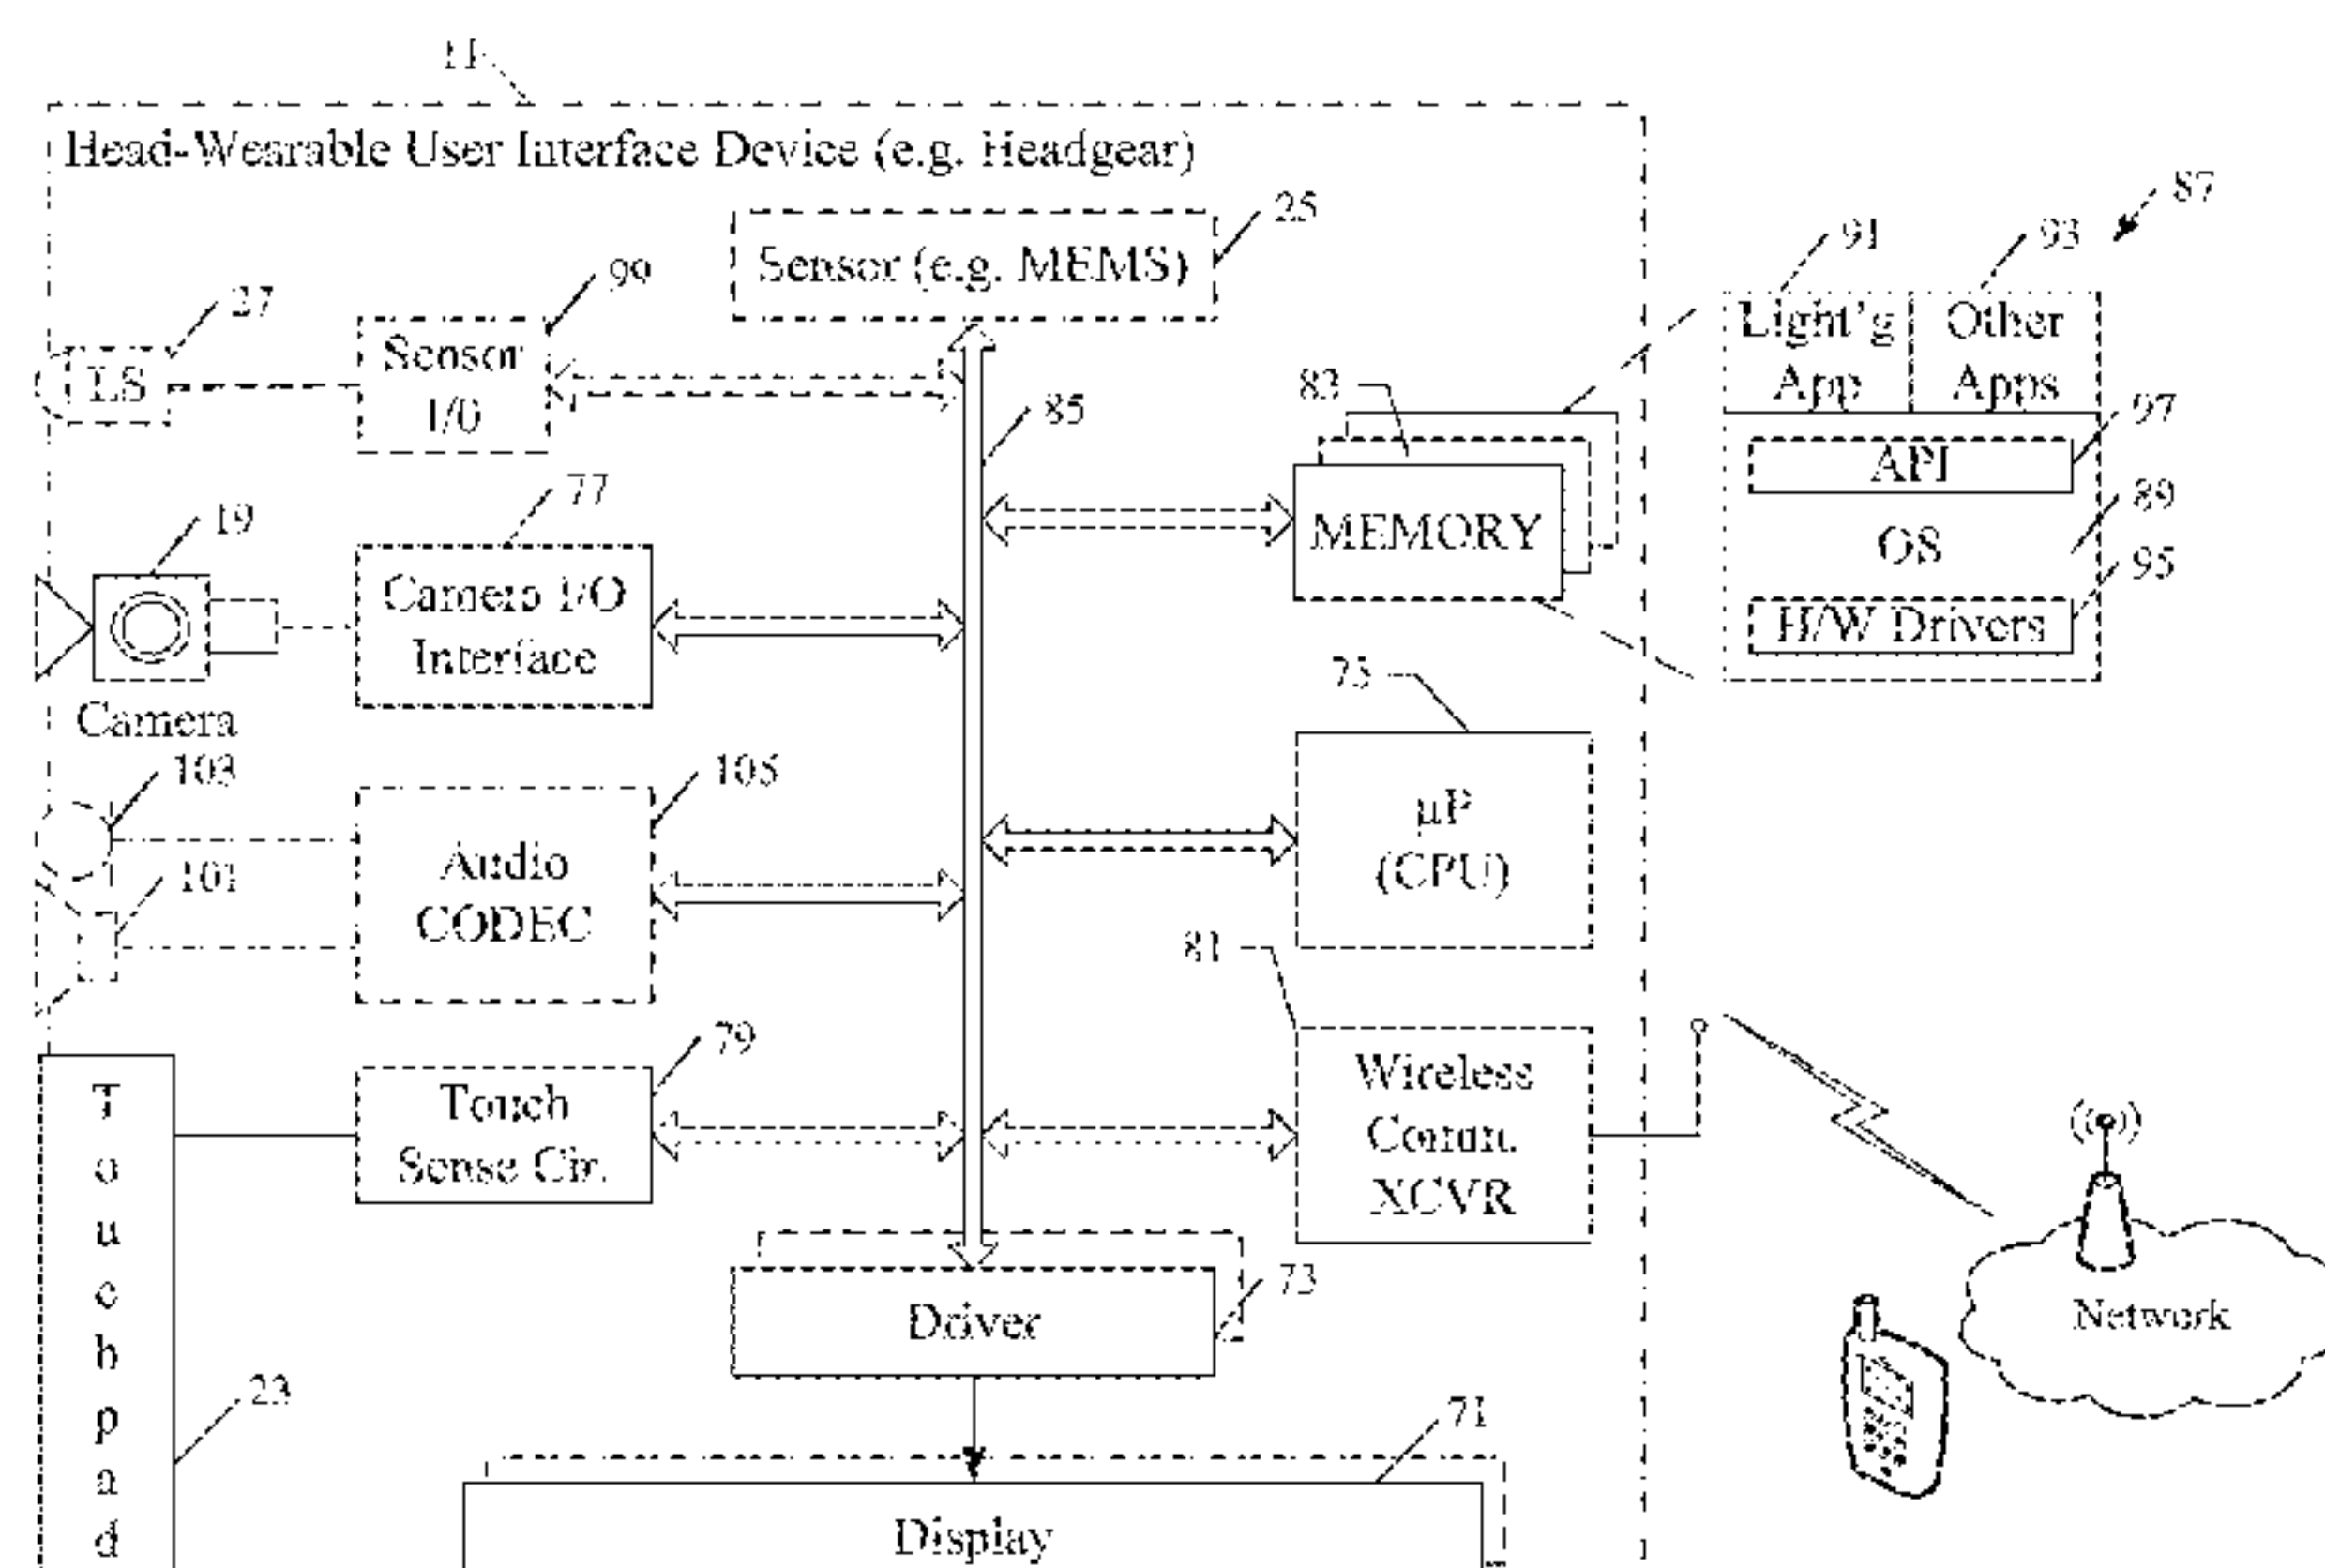 11
Head-Wearable User Interface Device (e.g. Headgear)
25
Sensor (e.g. MEMS)
99
27
LS
Sensor
I/0
85
83
MEMORY
87
91
93
Light'g
App
Other
Apps
97
API
89
OS
95
H/W Drivers
77
19
Camera I/O
Interface
Camera
75
µP
(CPU)
103
105
101
Audio
CODEC
81
Wireless
Comm.
XCVR
79
Touch
Sense Cir.
Touchpad
23
Driver
73
Network
71
Display